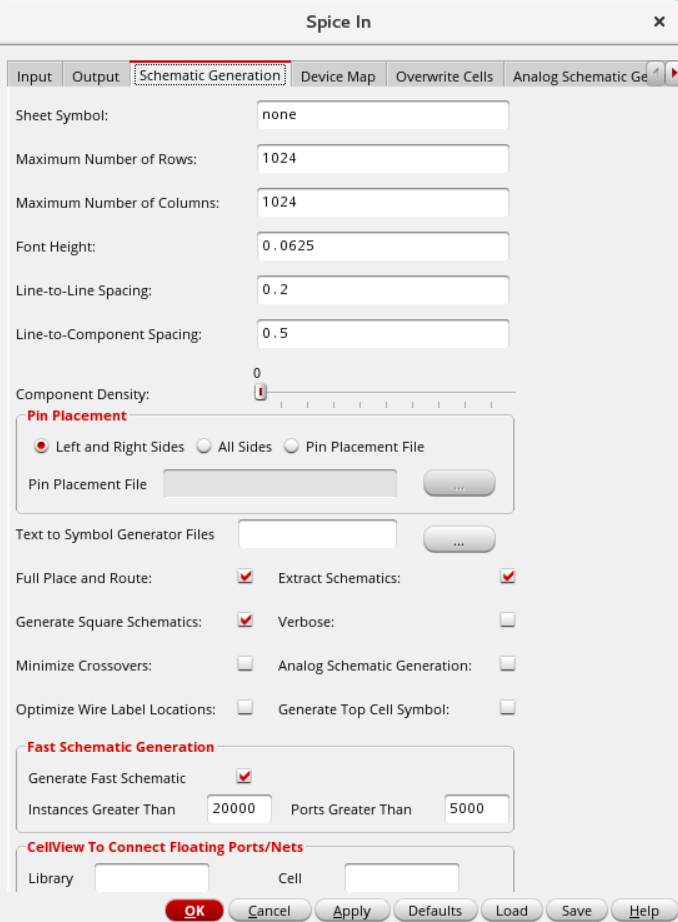 Spice In
Input Output Schematic Generation Device Map Overwrite Cells Analog Schematic Ge
Sheet Symbol: none
Maximum Number of Rows: 1024
Maximum Number of Columns: 1024
Font Height: 0.0625
Line-to-Line Spacing: 0.2
Line-to-Component Spacing: 0.5
0
Component Density:
Pin Placement
Left and Right Sides All Sides Pin Placement File
Pin Placement File ...
Text to Symbol Generator Files ...
Full Place and Route: Extract Schematics:
Generate Square Schematics: Verbose:
Minimize Crossovers: Analog Schematic Generation:
Optimize Wire Label Locations: Generate Top Cell Symbol:
Fast Schematic Generation
Generate Fast Schematic
Instances Greater Than 20000 Ports Greater Than 5000
CellView To Connect Floating Ports/Nets
Library Cell
OK Cancel Apply Defaults Load Save Help